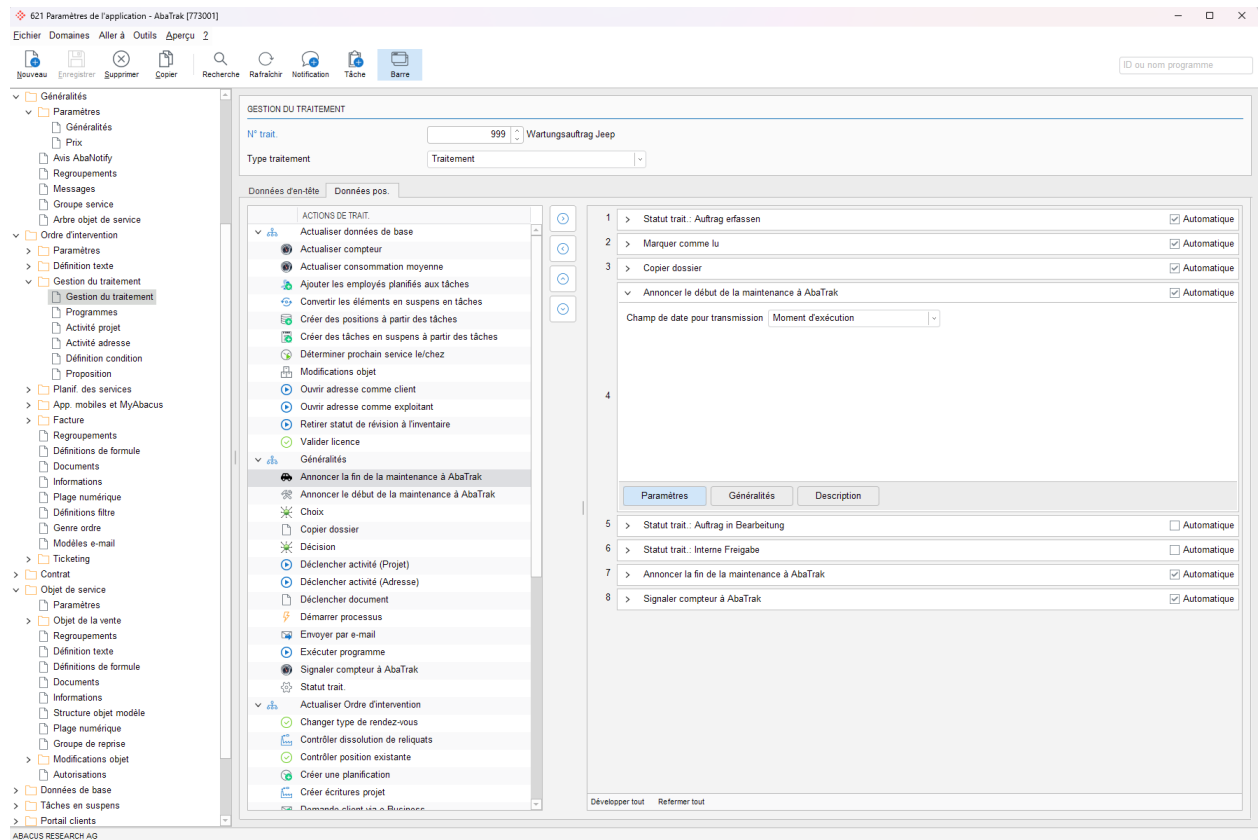 621 Paramètres de l'application - AbaTrak [773001]
Fichier Domaines Aller à Outils Aperçu ?
Nouveau Enregistrer Supprimer Copier Recherche Rafraîchir Notification Tâche Barre
ID ou nom programme
Généralités
Paramètres
Généralités
Prix
Avis AbaNotify
Regroupements
Messages
Groupe service
Arbre objet de service
Ordre d'intervention
Paramètres
Définition texte
Gestion du traitement
Gestion du traitement
Programmes
Activité projet
Activité adresse
Définition condition
Proposition
Planif. des services
App. mobiles et MyAbacus
Facture
Regroupements
Définitions de formule
Documents
Informations
Plage numérique
Définitions filtre
Genre ordre
Modèles e-mail
Ticketing
Contrat
Objet de service
Paramètres
Objet de la vente
Regroupements
Définition texte
Définitions de formule
Documents
Informations
Structure objet modèle
Plage numérique
Groupe de reprise
Modifications objet
Autorisations
Données de base
Tâches en suspens
Portail clients
GESTION DU TRAITEMENT
N° trait. 999 Wartungsauftrag Jeep
Type traitement Traitement
Données d'en-tête Données pos.
ACTIONS DE TRAIT.
Actualiser données de base
Actualiser compteur
Actualiser consommation moyenne
Ajouter les employés planifiés aux tâches
Convertir les éléments en suspens en tâches
Créer des positions à partir des tâches
Créer des tâches en suspens à partir des tâches
Déterminer prochain service le/chez
Modifications objet
Ouvrir adresse comme client
Ouvrir adresse comme exploitant
Retirer statut de révision à l'inventaire
Valider licence
Généralités
Annoncer la fin de la maintenance à AbaTrak
Annoncer le début de la maintenance à AbaTrak
Choix
Copier dossier
Décision
Déclencher activité (Projet)
Déclencher activité (Adresse)
Déclencher document
Démarrer processus
Envoyer par e-mail
Exécuter programme
Signaler compteur à AbaTrak
Statut trait.
Actualiser Ordre d'intervention
Changer type de rendez-vous
Contrôler dissolution de reliquats
Contrôler position existante
Créer une planification
Créer écritures projet
Demande client via e-Business
1 Statut trait.: Auftrag erfassen Automatique
2 Marquer comme lu Automatique
3 Copier dossier Automatique
Annoncer le début de la maintenance à AbaTrak Automatique
Champ de date pour transmission Moment d'exécution
4
Paramètres Généralités Description
5 Statut trait.: Auftrag in Bearbeitung Automatique
6 Statut trait.: Interne Freigabe Automatique
7 Annoncer la fin de la maintenance à AbaTrak Automatique
8 Signaler compteur à AbaTrak Automatique
Développer tout Refermer tout
ABACUS RESEARCH AG